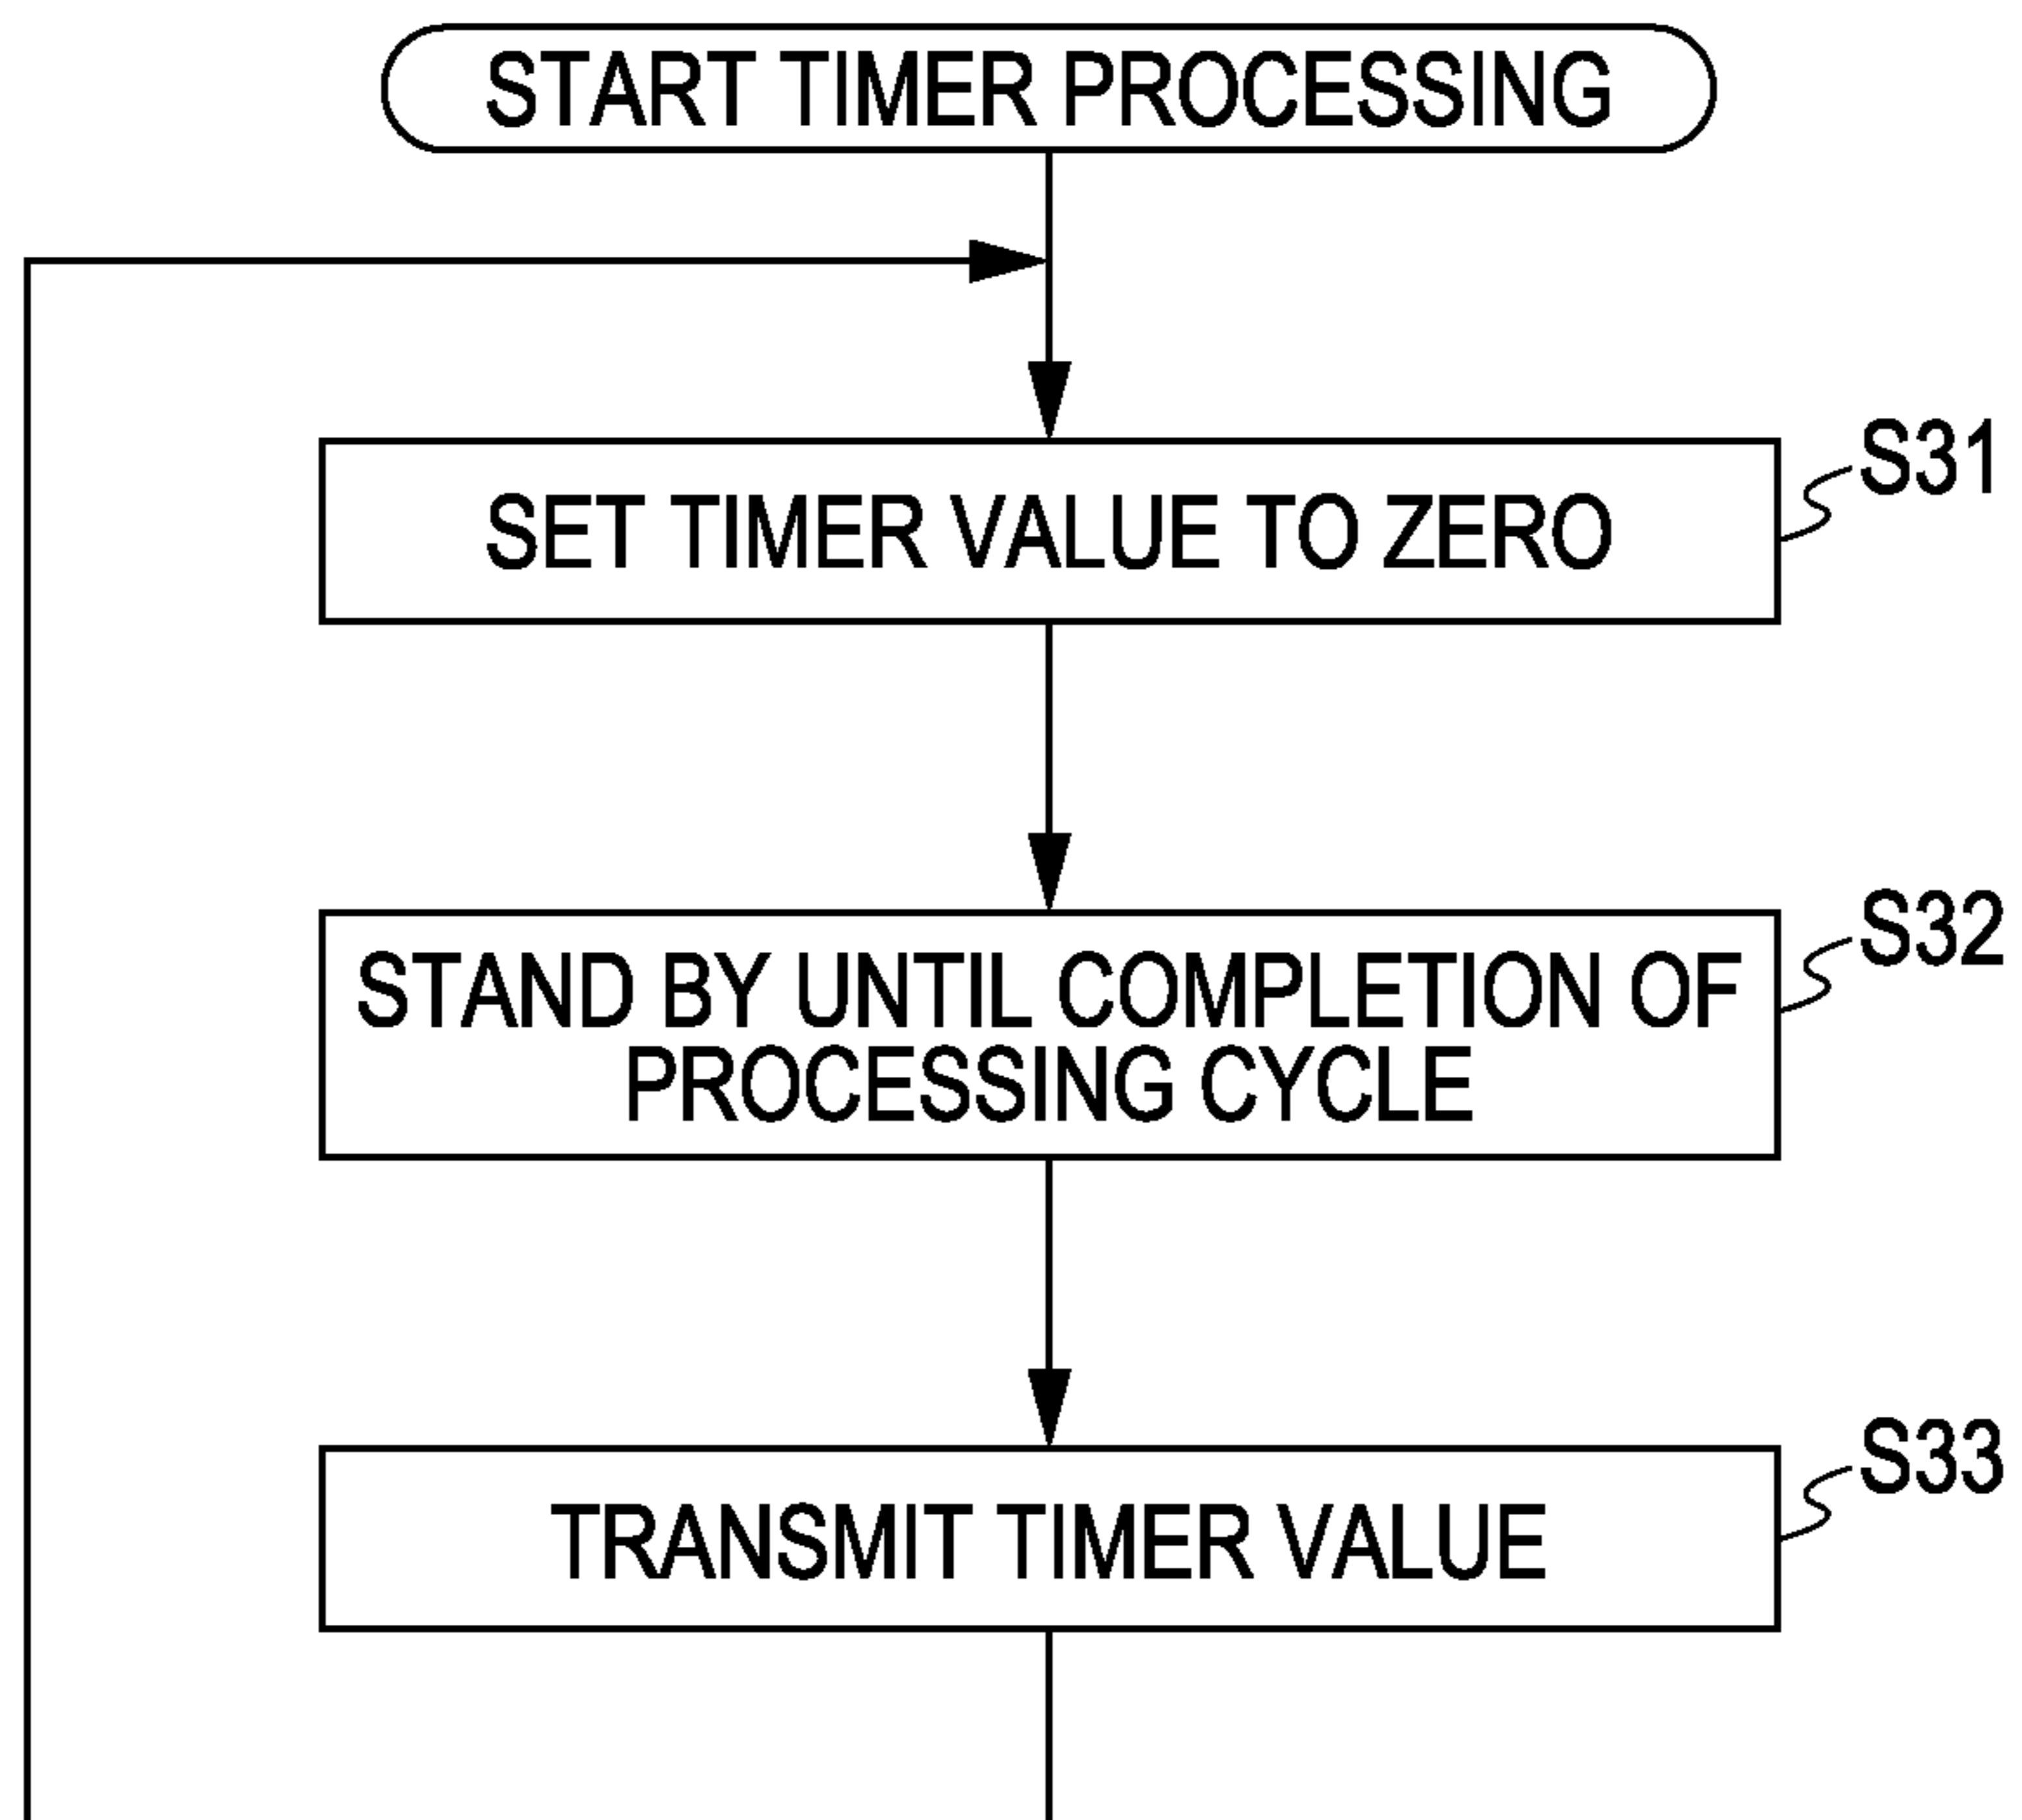 START TIMER PROCESSING
SET TIMER VALUE TO ZERO
S31
STAND BY UNTIL COMPLETION OF
PROCESSING CYCLE
S32
TRANSMIT TIMER VALUE
S33